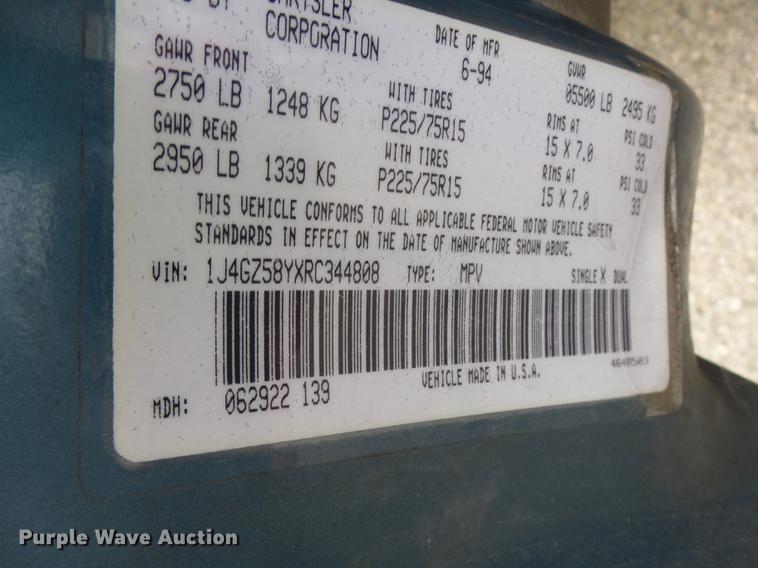 CHRYSLER
CORPORATION
DATE OF MFR
6-94
GVWR
05500 LB 2495 KG
GAWR FRONT
2750 LB 1248 KG
WITH TIRES
P225/75R15
RIMS AT
15 X 7.0
PSI COLD
33
GAWR REAR
2950 LB 1339 KG
WITH TIRES
P225/75R15
RIMS AT
15 X 7.0
PSI COLD
33
THIS VEHICLE CONFORMS TO ALL APPLICABLE FEDERAL MOTOR VEHICLE SAFETY
STANDARDS IN EFFECT ON THE DATE OF MANUFACTURE SHOWN ABOVE.
VIN: 1J4GZ58YXRC344808 TYPE: MPV SINGLE X DUAL
4648503
VEHICLE MADE IN U.S.A.
MDH: 062922 139
Purple Wave Auction